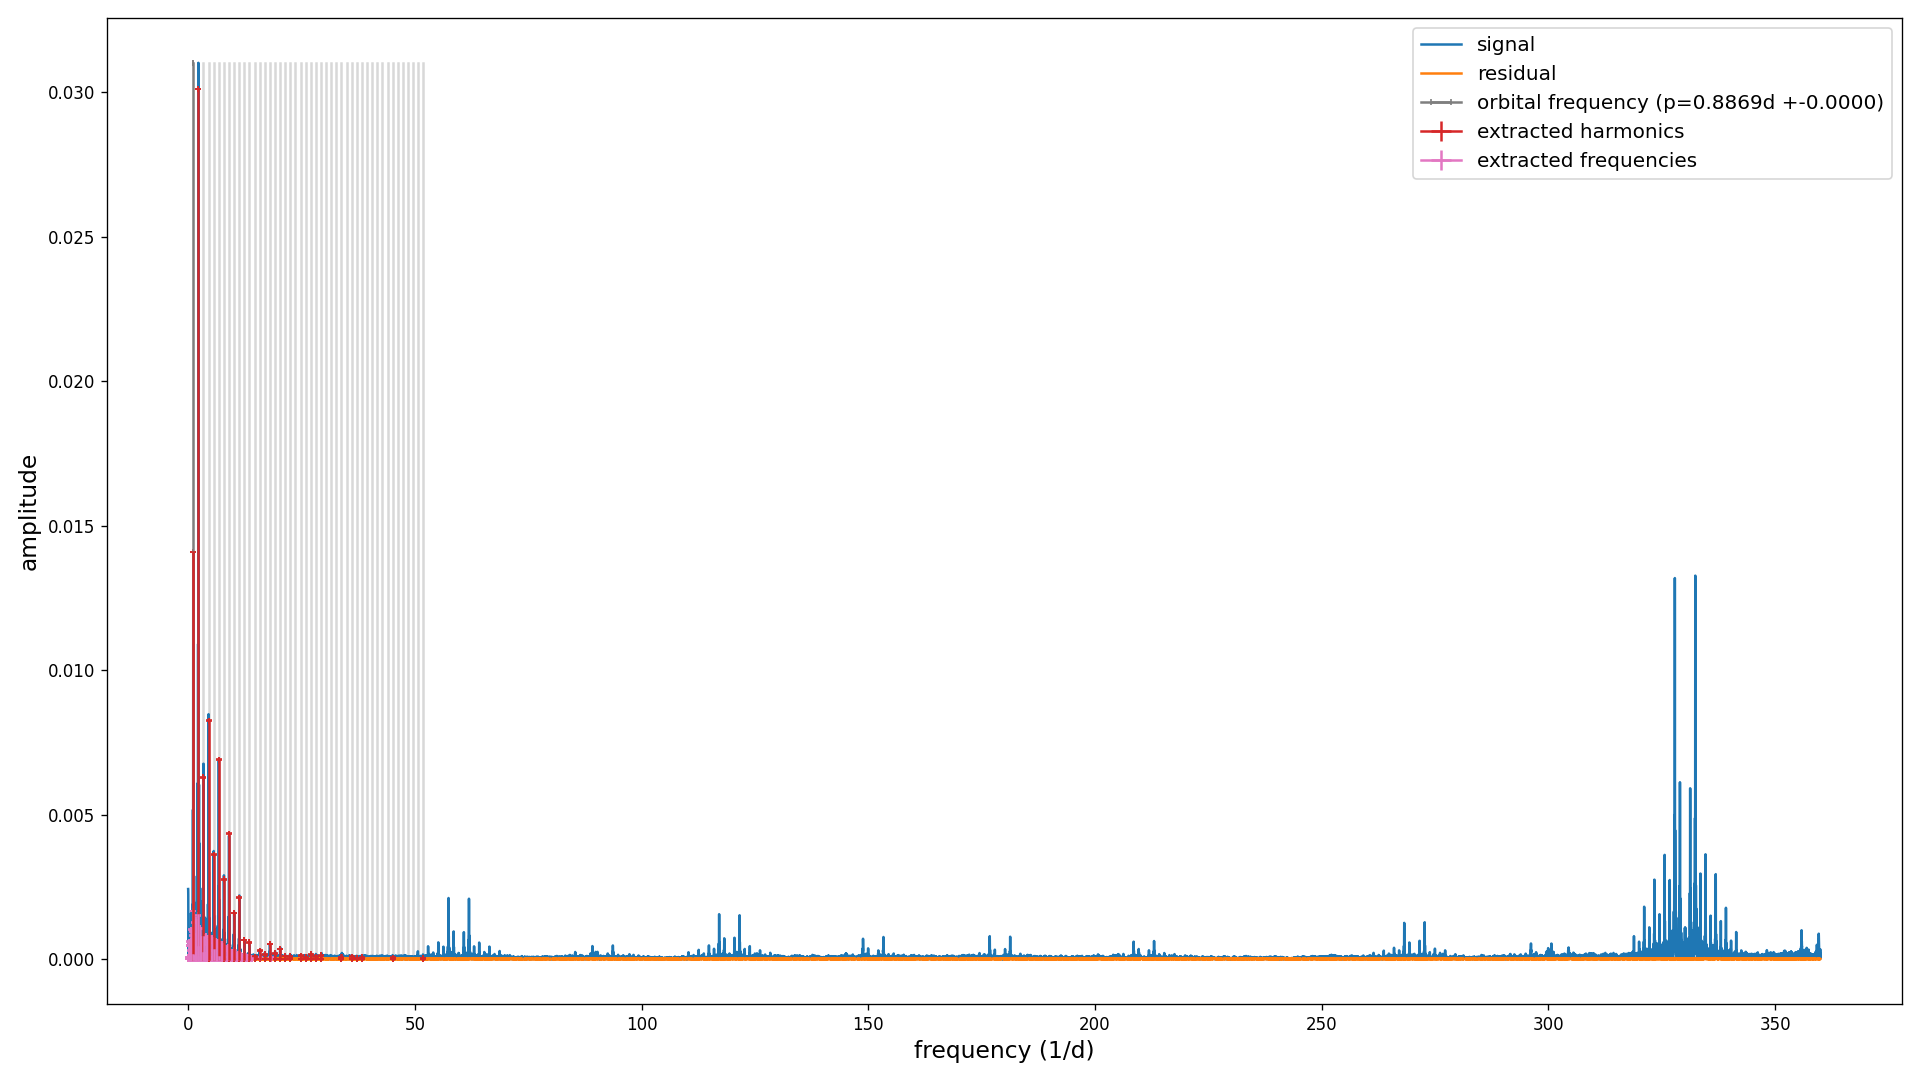 signal
residual
orbital frequency (p=0.8869d +-0.0000)
extracted harmonics
extracted frequencies
0.030
0.025
0.020
0.015
0.010
0.005
0.000
amplitude
0 50 100 150 200 250 300 350
frequency (1/d)